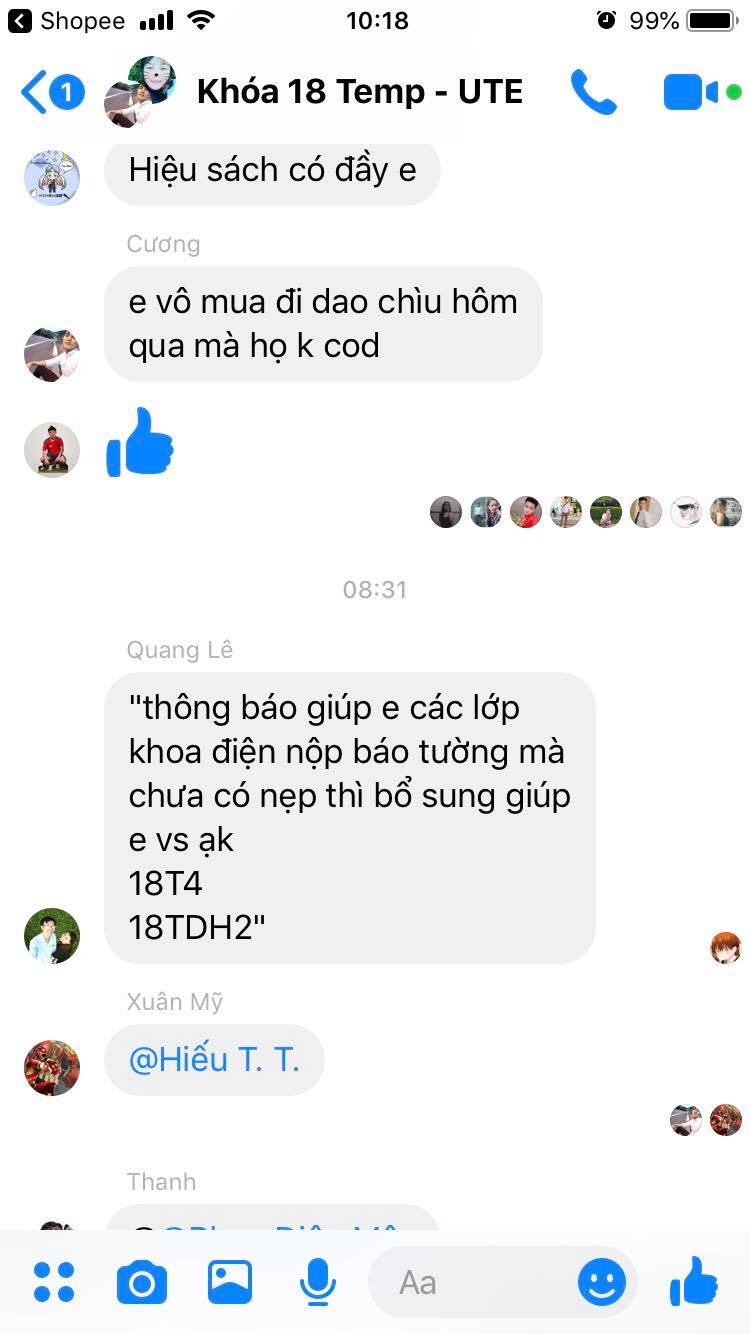 Shopee 10:18 99%
1 Khóa 18 Temp - UTE
Hiệu sách có đầy e
Cương
e vô mua đi dao chìu hôm
qua mà họ k cod
08:31
Quang Lê
"thông báo giúp e các lớp
khoa điện nộp báo tường mà
chưa có nẹp thì bổ sung giúp
e vs ạk
18T4
18TDH2"
Xuân Mỹ
@Hiếu T. T.
Thanh
Aa